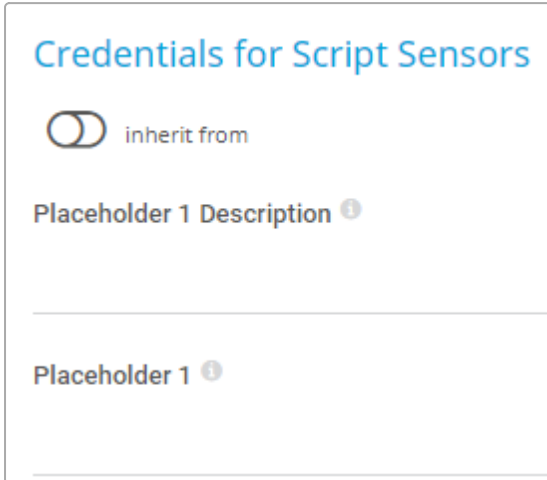 Credentials for Script Sensors
inherit from
Placeholder 1 Description
Placeholder 1